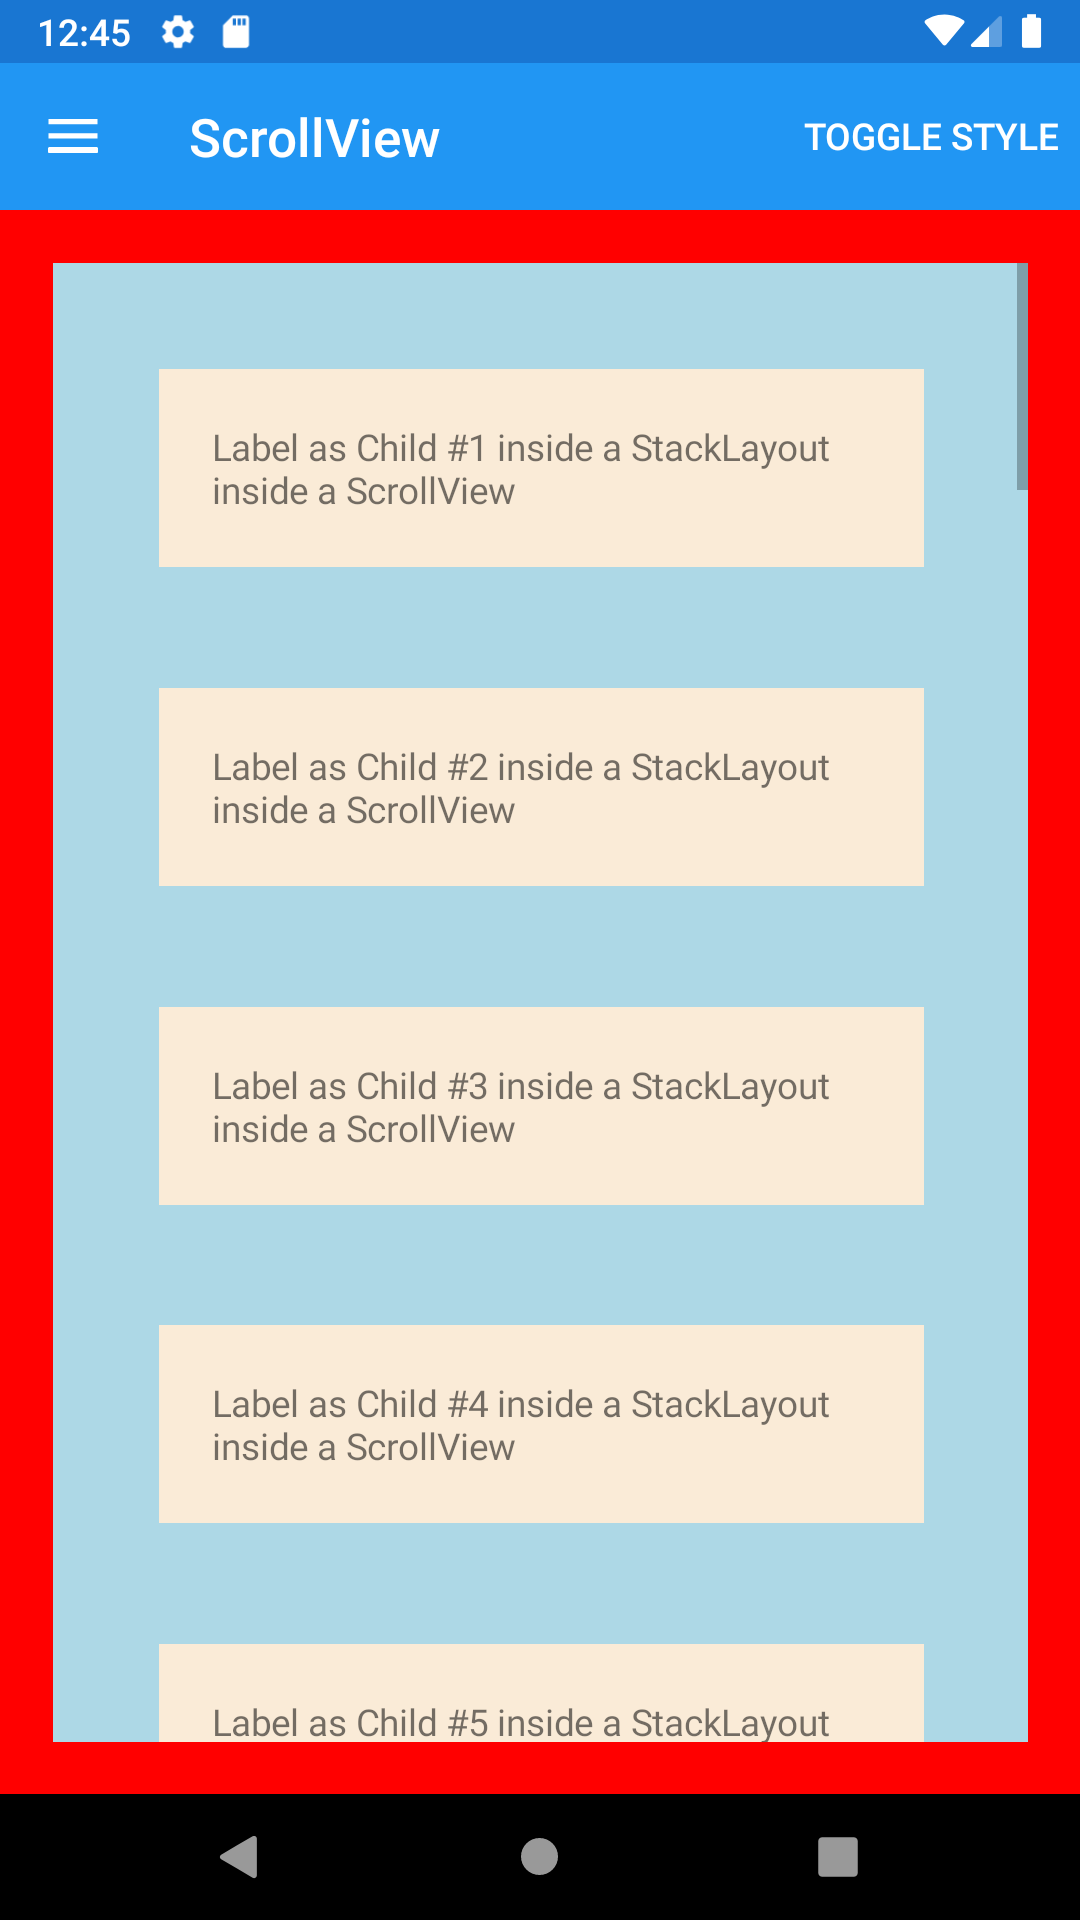 12:45
ScrollView
TOGGLE STYLE
Label as Child #1 inside a StackLayout
inside a ScrollView
Label as Child #2 inside a StackLayout
inside a ScrollView
Label as Child #3 inside a StackLayout
inside a ScrollView
Label as Child #4 inside a StackLayout
inside a ScrollView
Label as Child #5 inside a StackLayout